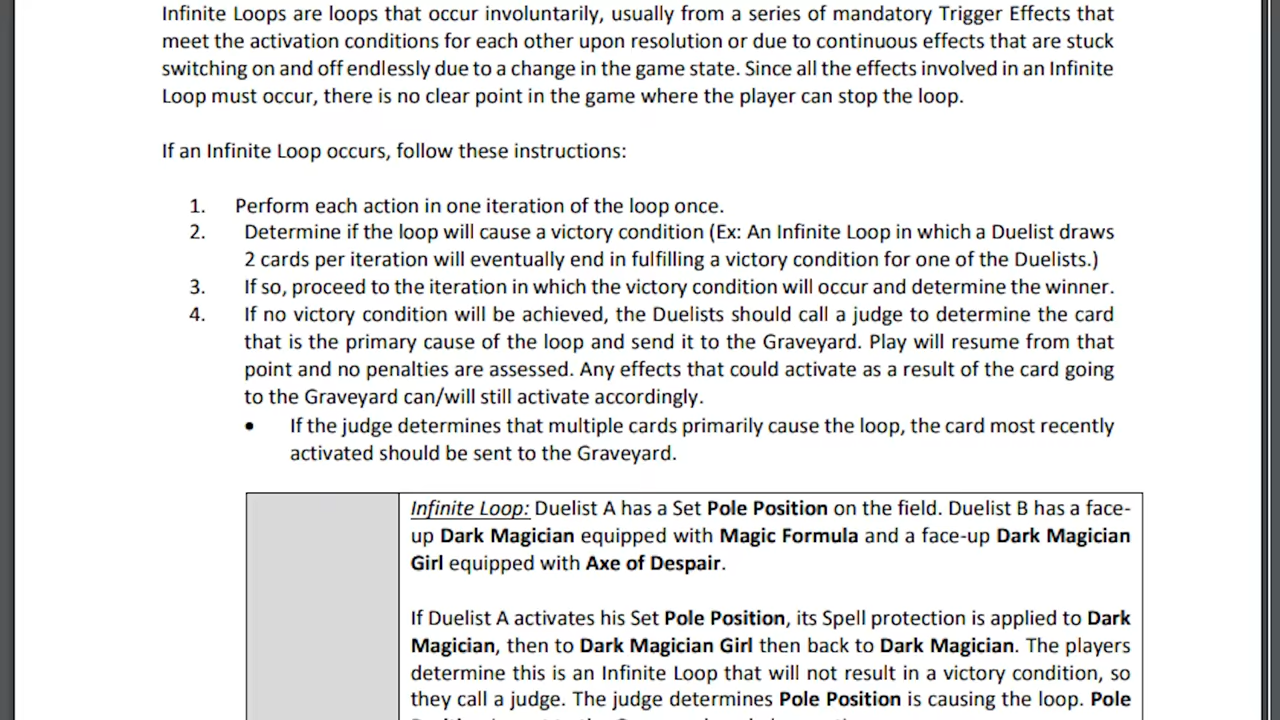 Infinite Loops are loops that occur involuntarily, usually from a series of mandatory Trigger Effects that
meet the activation conditions for each other upon resolution or due to continuous effects that are stuck
switching on and off endlessly due to a change in the game state. Since all the effects involved in an Infinite
Loop must occur, there is no clear point in the game where the player can stop the loop.
If an Infinite Loop occurs, follow these instructions:
1. Perform each action in one iteration of the loop once.
2. Determine if the loop will cause a victory condition (Ex: An Infinite Loop in which a Duelist draws
2 cards per iteration will eventually end in fulfilling a victory condition for one of the Duelists.)
3. If so, proceed to the iteration in which the victory condition will occur and determine the winner.
4. If no victory condition will be achieved, the Duelists should call a judge to determine the card
that is the primary cause of the loop and send it to the Graveyard. Play will resume from that
point and no penalties are assessed. Any effects that could activate as a result of the card going
to the Graveyard can/will still activate accordingly.
• If the judge determines that multiple cards primarily cause the loop, the card most recently
activated should be sent to the Graveyard.
Infinite Loop: Duelist A has a Set Pole Position on the field. Duelist B has a face-
up Dark Magician equipped with Magic Formula and a face-up Dark Magician
Girl equipped with Axe of Despair.
If Duelist A activates his Set Pole Position, its Spell protection is applied to Dark
Magician, then to Dark Magician Girl then back to Dark Magician. The players
determine this is an Infinite Loop that will not result in a victory condition, so
they call a judge. The judge determines Pole Position is causing the loop. Pole